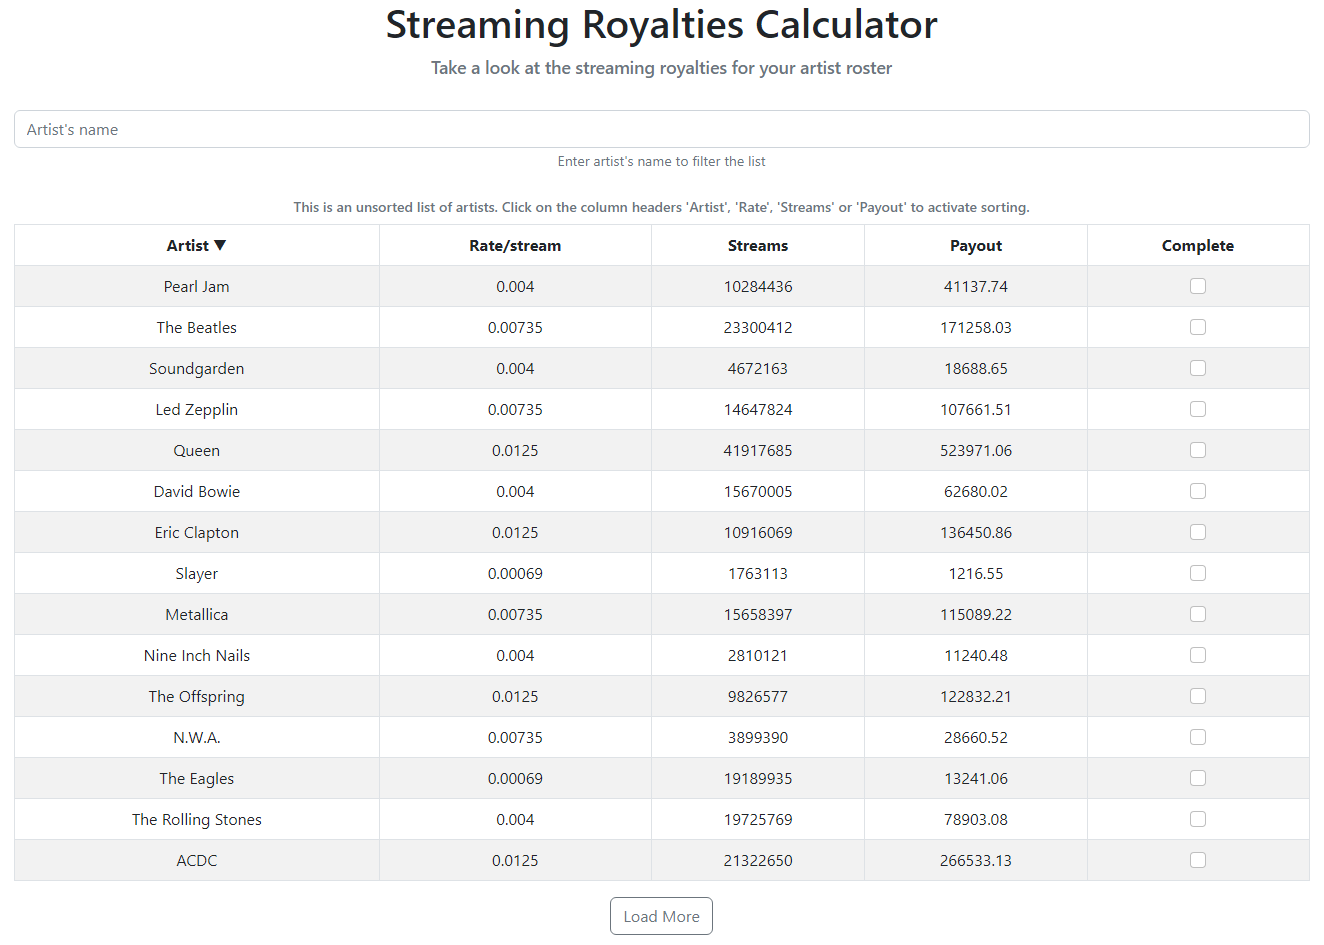 Streaming Royalties Calculator
Take a look at the streaming royalties for your artist roster
Artist's name
Enter artist's name to filter the list
This is an unsorted list of artists. Click on the column headers 'Artist', 'Rate', 'Streams' or 'Payout' to activate sorting.
Artist ▼ Rate/stream Streams Payout Complete
Pearl Jam 0.004 10284436 41137.74
The Beatles 0.00735 23300412 171258.03
Soundgarden 0.004 4672163 18688.65
Led Zepplin 0.00735 14647824 107661.51
Queen 0.0125 41917685 523971.06
David Bowie 0.004 15670005 62680.02
Eric Clapton 0.0125 10916069 136450.86
Slayer 0.00069 1763113 1216.55
Metallica 0.00735 15658397 115089.22
Nine Inch Nails 0.004 2810121 11240.48
The Offspring 0.0125 9826577 122832.21
N.W.A. 0.00735 3899390 28660.52
The Eagles 0.00069 19189935 13241.06
The Rolling Stones 0.004 19725769 78903.08
ACDC 0.0125 21322650 266533.13
Load More